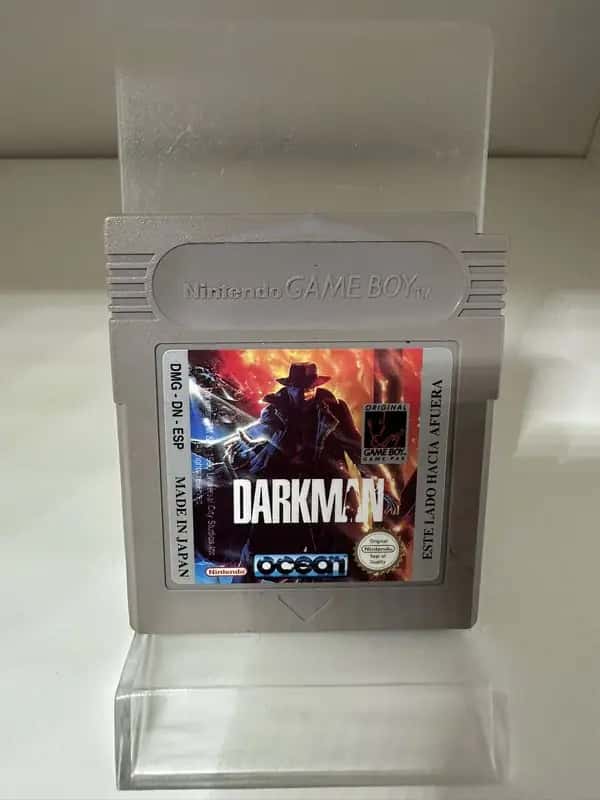 Nintendo GAME BOY TM
DMG - DN - ESP
MADE IN JAPAN
ORIGINAL
GAME BOY
GAME PAK
DARKMAN
ocean
Nintendo
Original
Nintendo
Seal of
Quality
ESTE LADO HACIA AFUERA